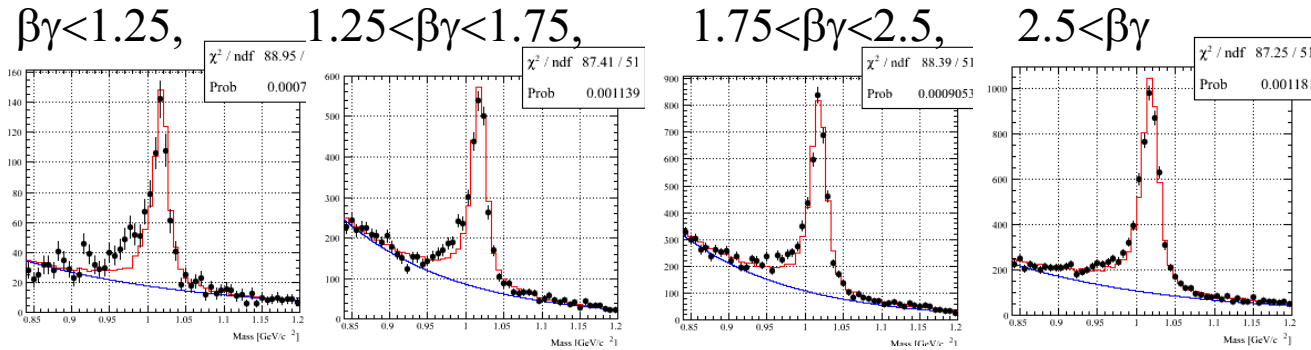 βγ<1.25,
1.25<βγ<1.75,
1.75<βγ<2.5,
2.5<βγ
χ² / ndf 88.95 /
Prob 0.0007
χ² / ndf 87.41 / 51
Prob 0.001139
χ² / ndf 88.39 / 51
Prob 0.0009053
χ² / ndf 87.25 / 51
Prob 0.00118
160
140
120
100
80
60
40
20
0
0.85 0.9 0.95 1 1.05 1.1 1.15 1.2
Mass [GeV/c ²]
600
500
400
300
200
100
0
0.85 0.9 0.95 1 1.05 1.1 1.15 1.2
Mass [GeV/c ²]
900
800
700
600
500
400
300
200
100
0
0.85 0.9 0.95 1 1.05 1.1 1.15 1.2
Mass [GeV/c ²]
1000
800
600
400
200
0
0.85 0.9 0.95 1 1.05 1.1 1.15 1.2
Mass [GeV/c ²]